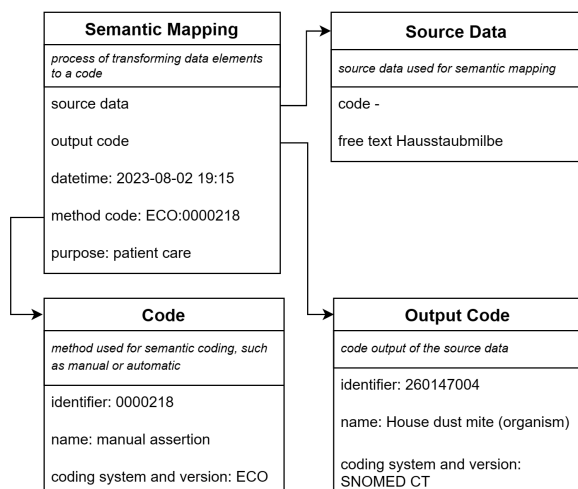 Semantic Mapping
process of transforming data elements
to a code
source data
output code
datetime: 2023-08-02 19:15
method code: ECO:0000218
purpose: patient care
Source Data
source data used for semantic mapping
code -
free text Hausstaubmilbe
Code
method used for semantic coding, such
as manual or automatic
identifier: 0000218
name: manual assertion
coding system and version: ECO
Output Code
code output of the source data
identifier: 260147004
name: House dust mite (organism)
coding system and version:
SNOMED CT